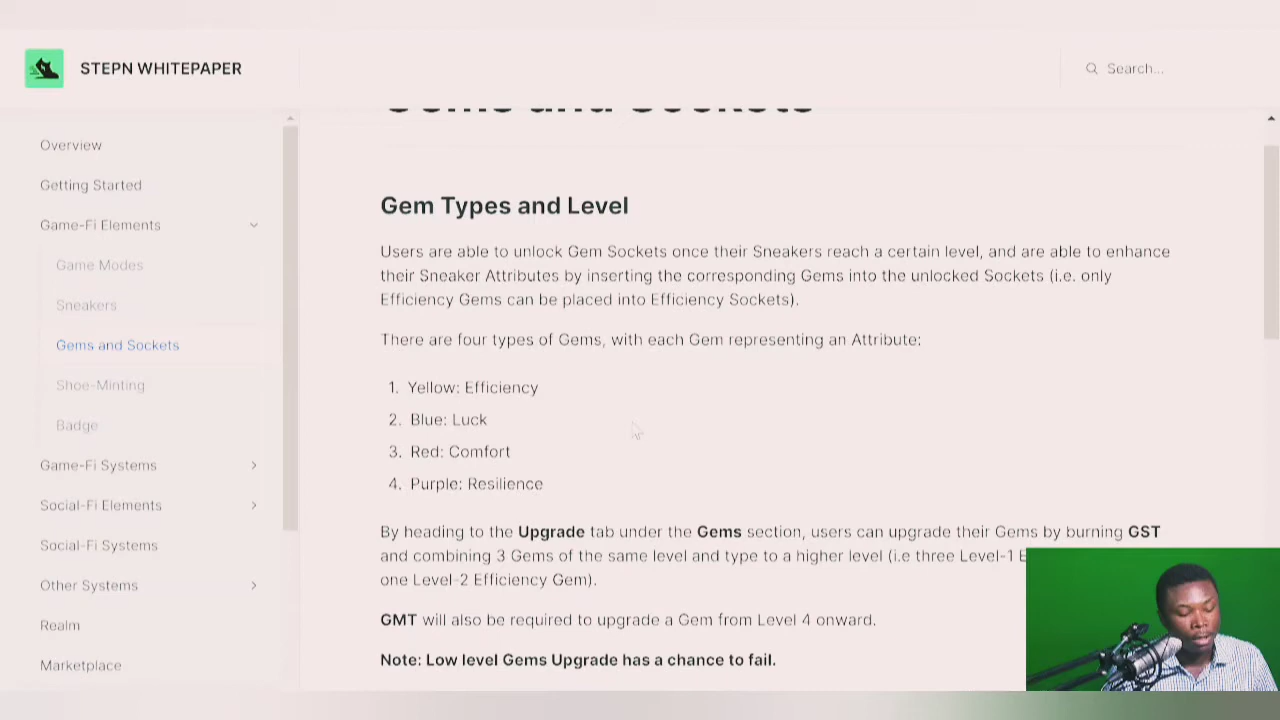 STEPN WHITEPAPER
Search...
Gems and Sockets
Overview
Getting Started
Game-Fi Elements
Game Modes
Sneakers
Gems and Sockets
Shoe-Minting
Badge
Game-Fi Systems
Social-Fi Elements
Social-Fi Systems
Other Systems
Realm
Marketplace
Gem Types and Level
Users are able to unlock Gem Sockets once their Sneakers reach a certain level, and are able to enhance
their Sneaker Attributes by inserting the corresponding Gems into the unlocked Sockets (i.e. only
Efficiency Gems can be placed into Efficiency Sockets).
There are four types of Gems, with each Gem representing an Attribute:
1. Yellow: Efficiency
2. Blue: Luck
3. Red: Comfort
4. Purple: Resilience
By heading to the Upgrade tab under the Gems section, users can upgrade their Gems by burning GST
and combining 3 Gems of the same level and type to a higher level (i.e three Level-1
one Level-2 Efficiency Gem).
GMT will also be required to upgrade a Gem from Level 4 onward.
Note: Low level Gems Upgrade has a chance to fail.